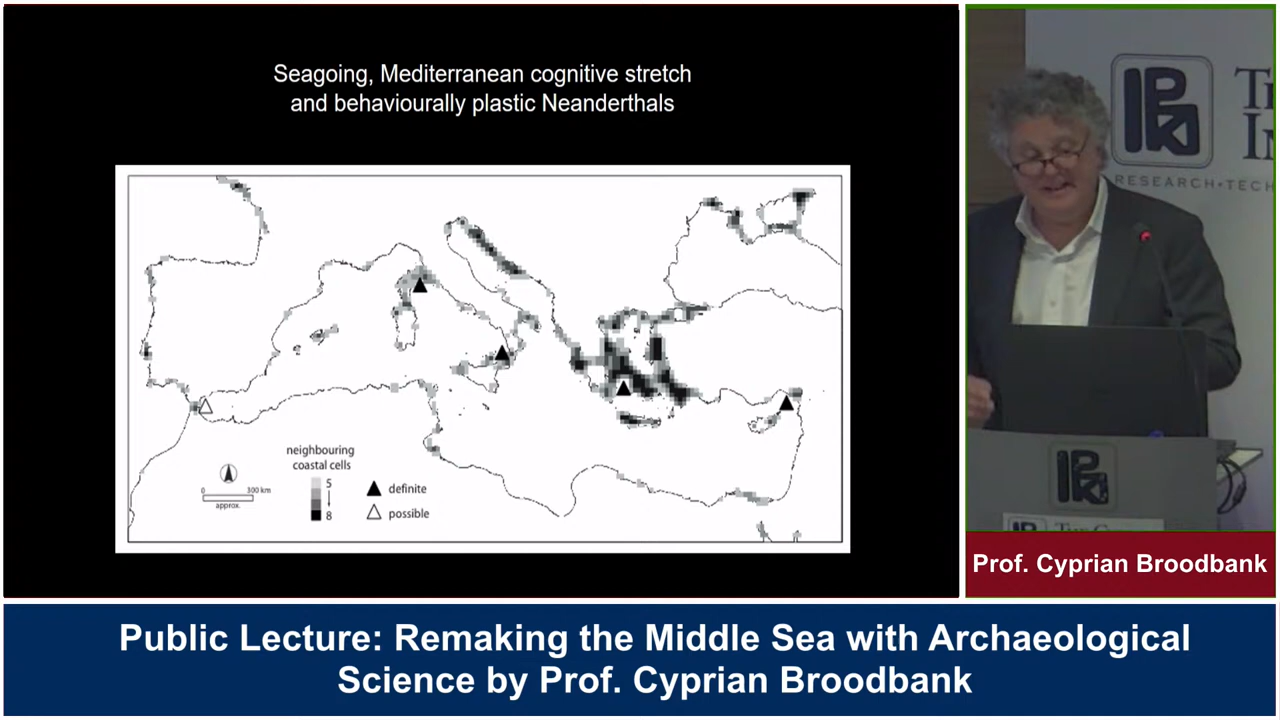 Seagoing, Mediterranean cognitive stretch
and behaviourally plastic Neanderthals
neighbouring
coastal cells
5
8
0 300 km
approx.
definite
possible
RESEARCH•TECH
Prof. Cyprian Broodbank
Public Lecture: Remaking the Middle Sea with Archaeological
Science by Prof. Cyprian Broodbank